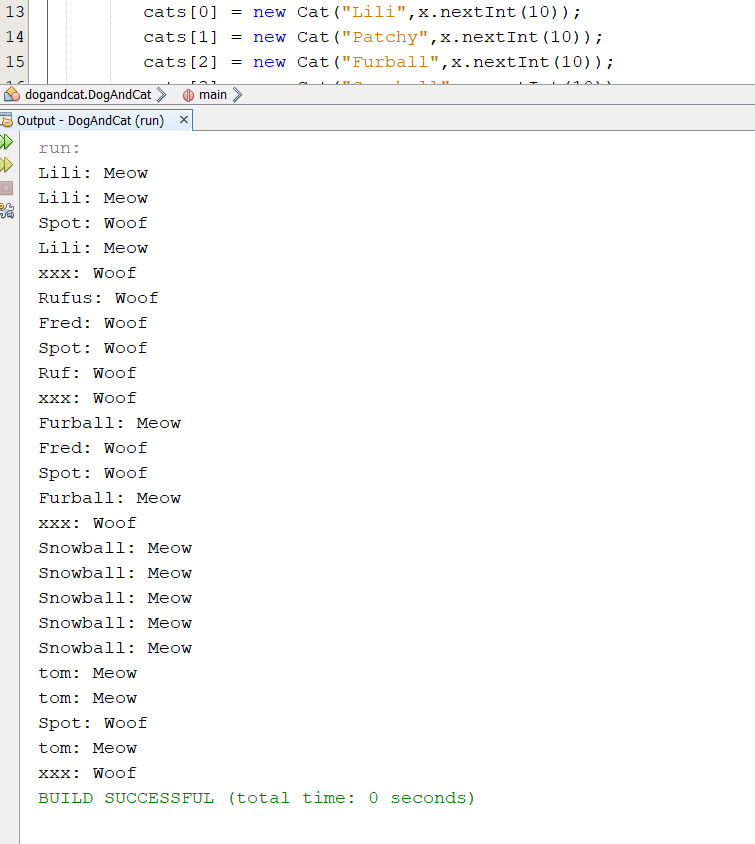 13 cats[0] = new Cat("Lili",x.nextInt(10));
14 cats[1] = new Cat("Patchy",x.nextInt(10));
15 cats[2] = new Cat("Furball",x.nextInt(10));
dogandcat.DogAndCat main
Output - DogAndCat (run) ×
run:
Lili: Meow
Lili: Meow
Spot: Woof
Lili: Meow
xxx: Woof
Rufus: Woof
Fred: Woof
Spot: Woof
Ruf: Woof
xxx: Woof
Furball: Meow
Fred: Woof
Spot: Woof
Furball: Meow
xxx: Woof
Snowball: Meow
Snowball: Meow
Snowball: Meow
Snowball: Meow
Snowball: Meow
tom: Meow
tom: Meow
Spot: Woof
tom: Meow
xxx: Woof
BUILD SUCCESSFUL (total time: 0 seconds)